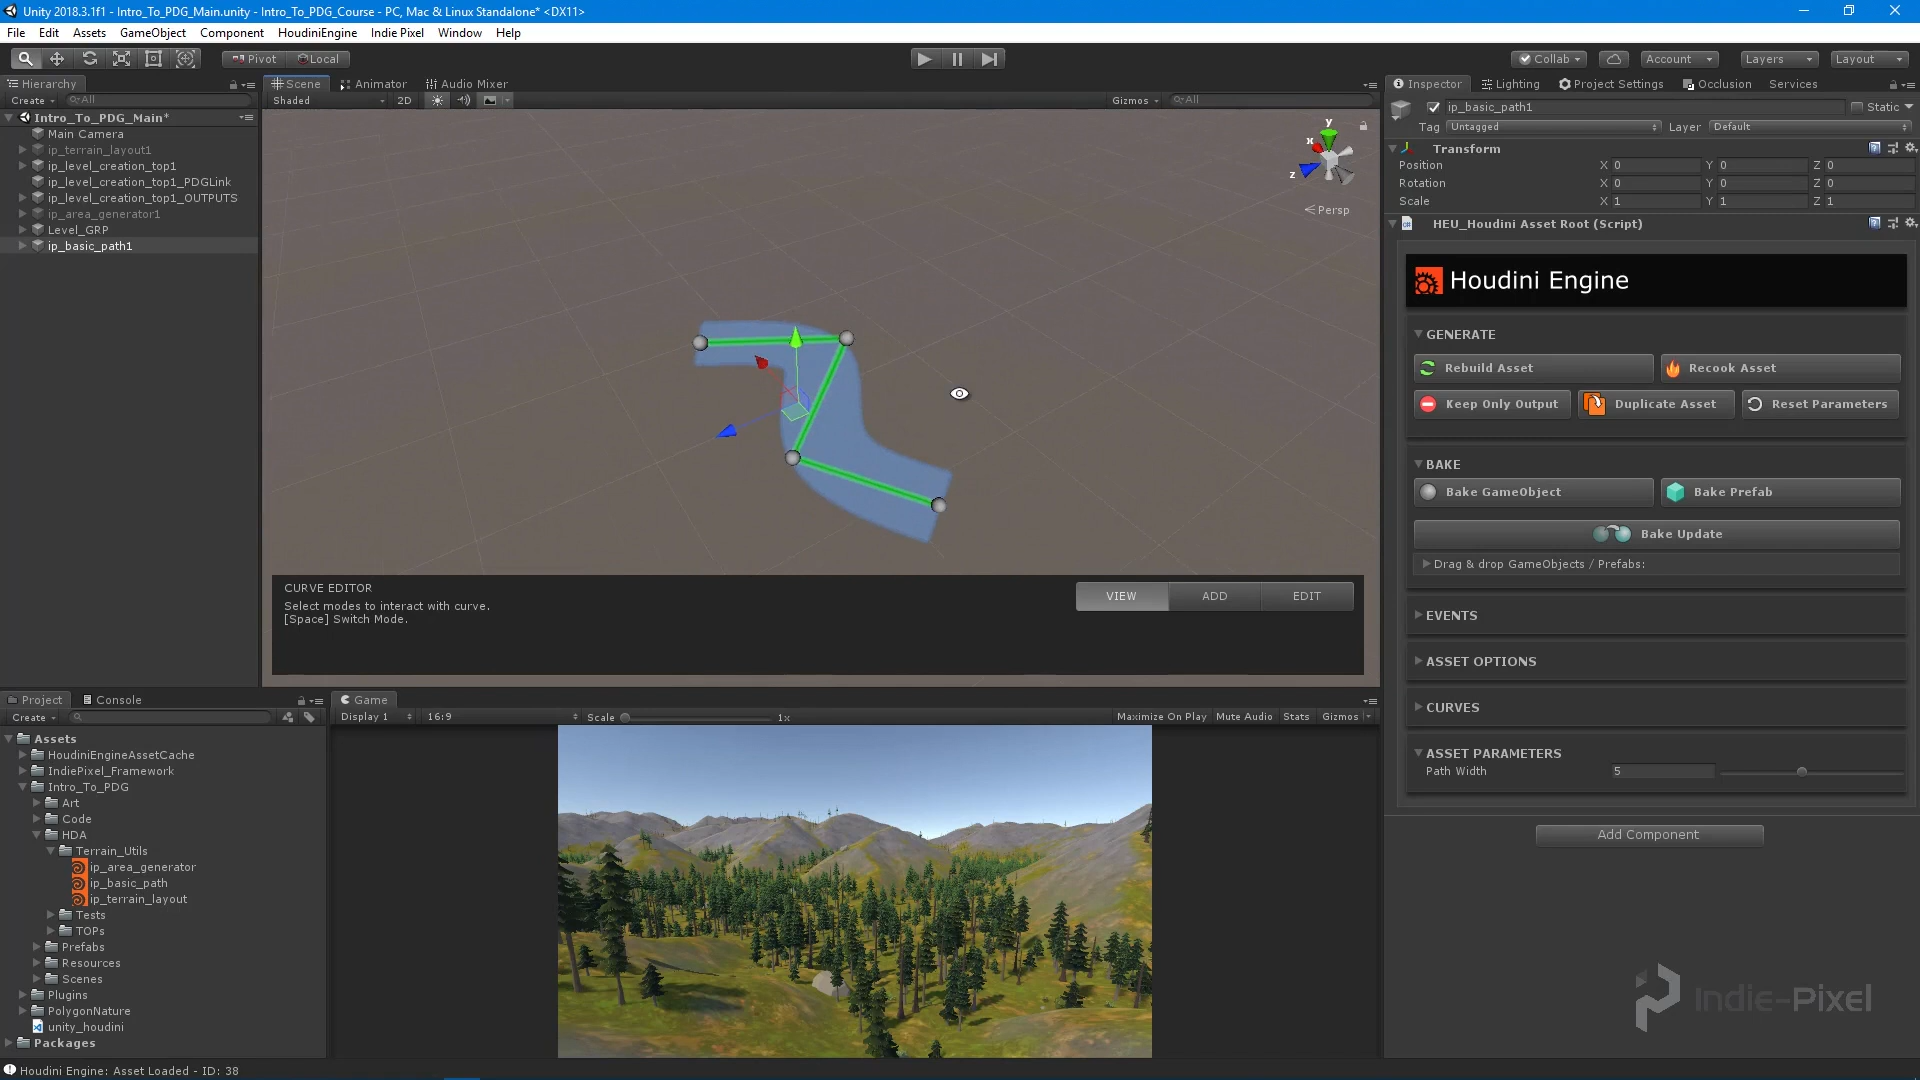 Unity 2018.3.1f1 - Intro_To_PDG_Main.unity - Intro_To_PDG_Course - PC, Mac & Linux Standalone* <DX11>
File Edit Assets GameObject Component HoudiniEngine Indie Pixel Window Help
Pivot Local Collab Account Layers Layout
Hierarchy
Create All
Intro_To_PDG_Main*
Main Camera
ip_terrain_layout1
ip_level_creation_top1
ip_level_creation_top1_PDGLink
ip_level_creation_top1_OUTPUTS
ip_area_generator1
Level_GRP
ip_basic_path1
Scene Animator Audio Mixer
Shaded 2D Gizmos All
y
x
z
Persp
CURVE EDITOR
Select modes to interact with curve.
[Space] Switch Mode.
VIEW ADD EDIT
Inspector Lighting Project Settings Occlusion Services
ip_basic_path1 Static
Tag Untagged Layer Default
Transform
Position X 0 Y 0 Z 0
Rotation X 0 Y 0 Z 0
Scale X 1 Y 1 Z 1
HEU_Houdini Asset Root (Script)
Houdini Engine
GENERATE
Rebuild Asset Recook Asset
Keep Only Output Duplicate Asset Reset Parameters
BAKE
Bake GameObject Bake Prefab
Bake Update
Drag & drop GameObjects / Prefabs:
EVENTS
ASSET OPTIONS
CURVES
ASSET PARAMETERS
Path Width 5
Add Component
Indie-Pixel
Project Console
Create
Assets
HoudiniEngineAssetCache
IndiePixel_Framework
Intro_To_PDG
Art
Code
HDA
Terrain_Utils
ip_area_generator
ip_basic_path
ip_terrain_layout
Tests
TOPs
Prefabs
Resources
Scenes
Plugins
PolygonNature
unity_houdini
Packages
Game
Display 1 16:9 Scale 1x Maximize On Play Mute Audio Stats Gizmos
Houdini Engine: Asset Loaded - ID: 38